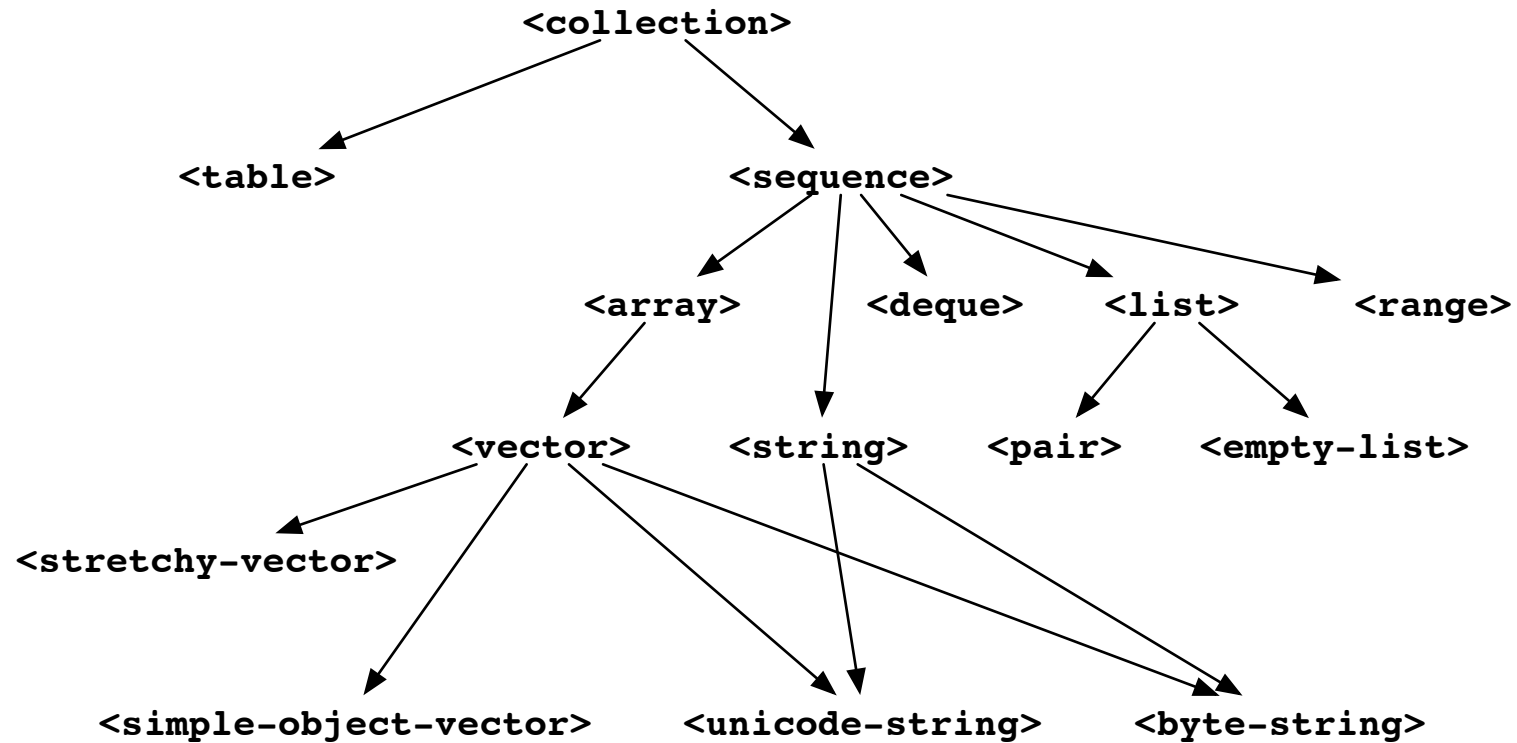 <collection>
<table> <sequence>
<array> <deque> <list> <range>
<vector> <string> <pair> <empty-list>
<stretchy-vector>
<simple-object-vector> <unicode-string> <byte-string>